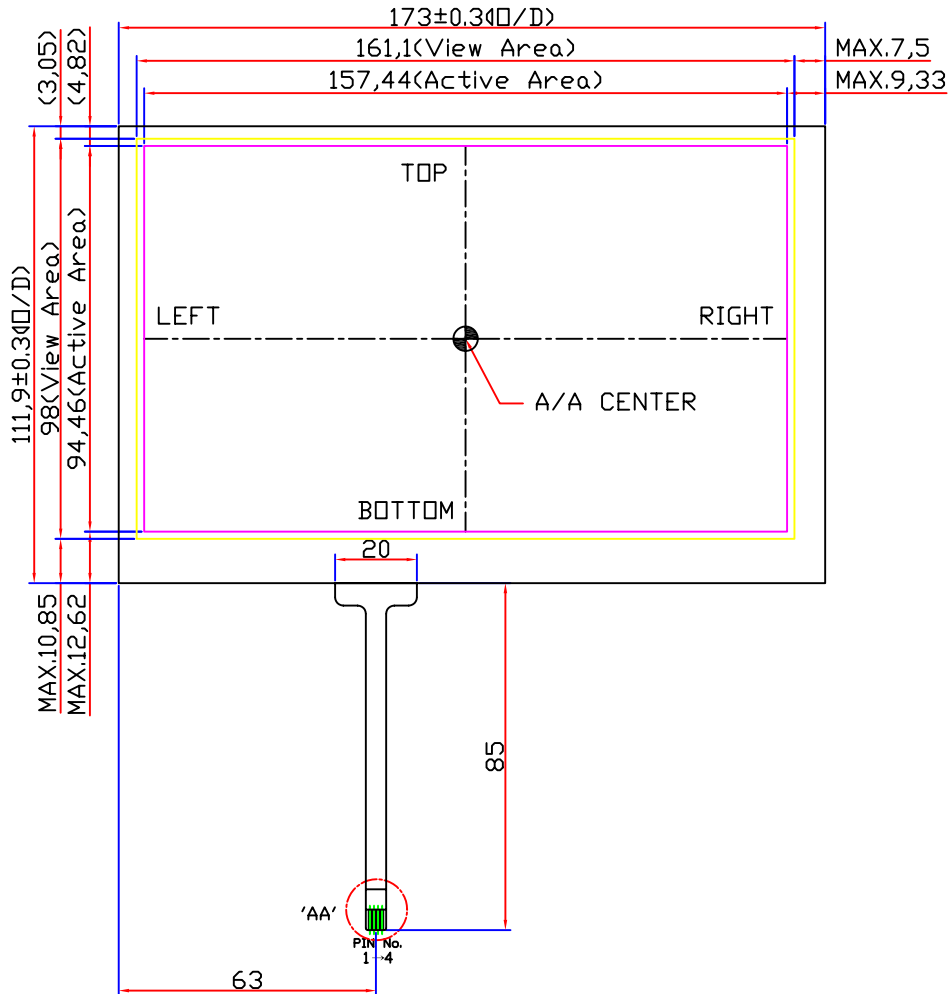 173±0.3(O/D)
161,1(View Area)
MAX.7,5
157,44(Active Area)
MAX.9,33
(3,05)
(4,82)
TOP
LEFT
RIGHT
A/A CENTER
BOTTOM
111,9±0.3(O/D)
98(View Area)
94,46(Active Area)
20
MAX.10,85
MAX.12,62
85
'AA'
PIN No.
1→4
63